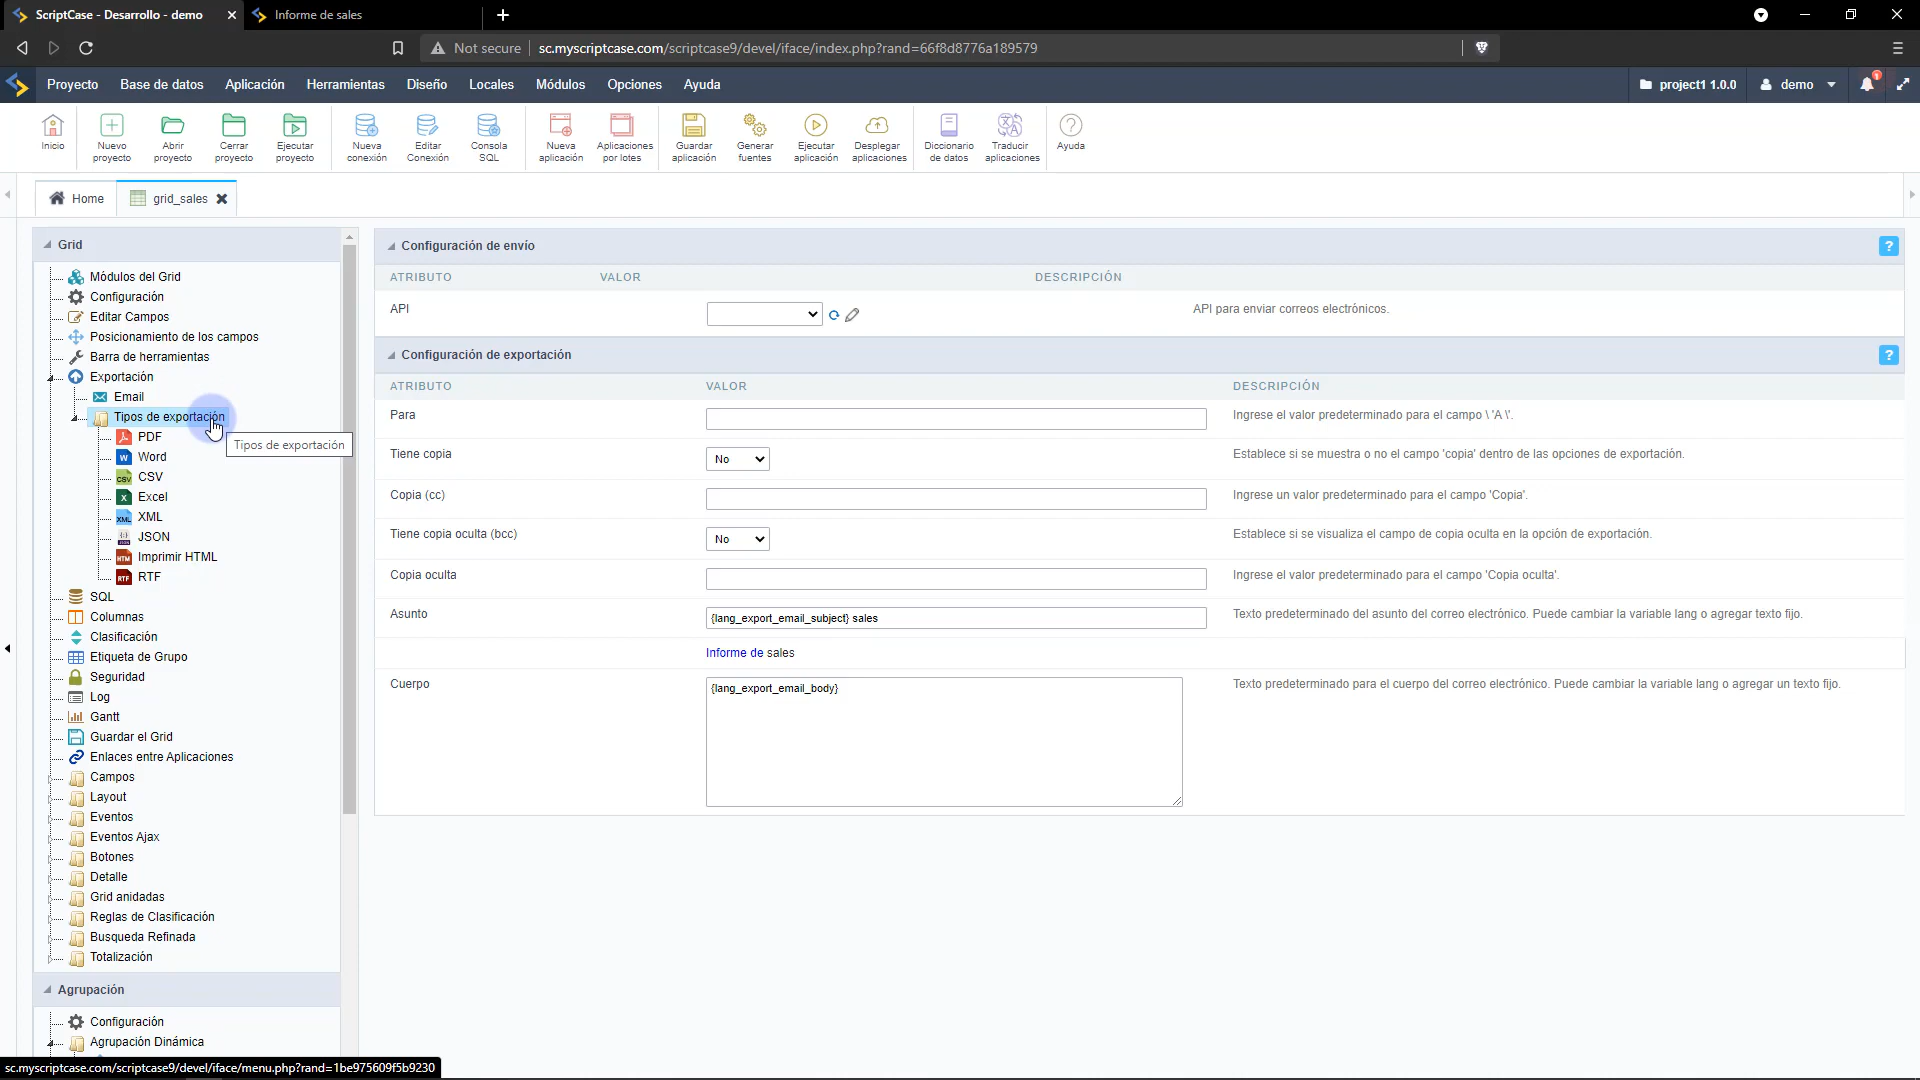 ScriptCase - Desarrollo - demo
Informe de sales
Not secure
sc.myscriptcase.com/scriptcase9/devel/iface/index.php?rand=66f8d8776a189579
Proyecto
Base de datos
Aplicación
Herramientas
Diseño
Locales
Módulos
Opciones
Ayuda
project1 1.0.0
demo
1
Inicio
Nuevo proyecto
Abrir proyecto
Cerrar proyecto
Ejecutar proyecto
Nueva conexión
Editar Conexión
Consola SQL
Nueva aplicación
Aplicaciones por lotes
Guardar aplicación
Generar fuentes
Ejecutar aplicación
Desplegar aplicaciones
Diccionario de datos
Traducir aplicaciones
Ayuda
Home
grid_sales
Grid
Módulos del Grid
Configuración
Editar Campos
Posicionamiento de los campos
Barra de herramientas
Exportación
Email
Tipos de exportación
Tipos de exportación
PDF
Word
CSV
Excel
XML
JSON
Imprimir HTML
RTF
SQL
Columnas
Clasificación
Etiqueta de Grupo
Seguridad
Log
Gantt
Guardar el Grid
Enlaces entre Aplicaciones
Campos
Layout
Eventos
Eventos Ajax
Botones
Detalle
Grid anidadas
Reglas de Clasificación
Busqueda Refinada
Totalización
Agrupación
Configuración
Agrupación Dinámica
Configuración de envío
?
ATRIBUTO VALOR DESCRIPCIÓN
API API para enviar correos electrónicos.
Configuración de exportación
?
ATRIBUTO VALOR DESCRIPCIÓN
Para Ingrese el valor predeterminado para el campo \ 'A \'.
Tiene copia No Establece si se muestra o no el campo 'copia' dentro de las opciones de exportación.
Copia (cc) Ingrese un valor predeterminado para el campo 'Copia'.
Tiene copia oculta (bcc) No Establece si se visualiza el campo de copia oculta en la opción de exportación.
Copia oculta Ingrese el valor predeterminado para el campo 'Copia oculta'.
Asunto {lang_export_email_subject} sales Texto predeterminado del asunto del correo electrónico. Puede cambiar la variable lang o agregar texto fijo.
Informe de sales
Cuerpo {lang_export_email_body} Texto predeterminado para el cuerpo del correo electrónico. Puede cambiar la variable lang o agregar un texto fijo.
sc.myscriptcase.com/scriptcase9/devel/iface/menu.php?rand=1be975609f5b9230